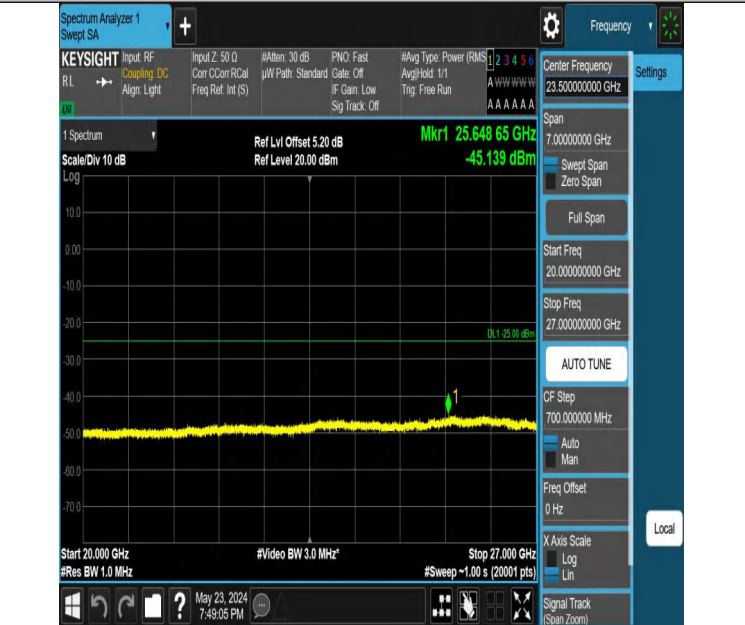 Spectrum Analyzer 1
Swept SA
+
Frequency
KEYSIGHT
RL
Input: RF
Coupling: DC
Align: Light
Input Z: 50 Ω
Corr CCorr RCal
Freq Ref: Int (S)
#Atten: 30 dB
µW Path: Standard
PNO: Fast
Gate: Off
IF Gain: Low
Sig Track: Off
#Avg Type: Power (RMS
Avg|Hold: 1/1
Trig: Free Run
1 2 3 4 5 6
A W W W W W
A A A A A A
1 Spectrum
Scale/Div 10 dB
Ref Lvl Offset 5.20 dB
Ref Level 20.00 dBm
Mkr1 25.648 65 GHz
-45.139 dBm
Log
10.0
0.00
-10.0
-20.0
-30.0
-40.0
-50.0
-60.0
-70.0
DL1 -25.00 dBm
1
Start 20.000 GHz
#Res BW 1.0 MHz
#Video BW 3.0 MHz*
Stop 27.000 GHz
#Sweep ~1.00 s (20001 pts)
Center Frequency
23.500000000 GHz
Settings
Span
7.00000000 GHz
Swept Span
Zero Span
Full Span
Start Freq
20.000000000 GHz
Stop Freq
27.000000000 GHz
AUTO TUNE
CF Step
700.000000 MHz
Auto
Man
Freq Offset
0 Hz
X Axis Scale
Log
Lin
Local
Signal Track
(Span Zoom)
?
May 23, 2024
7:49:05 PM